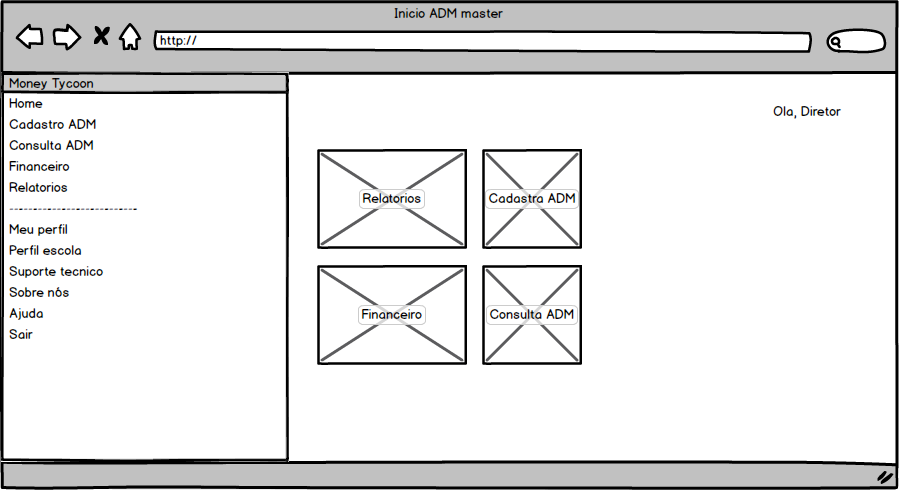 Inicio ADM master
http://
Money Tycoon
Home
Cadastro ADM
Consulta ADM
Financeiro
Relatorios
--------------------------
Meu perfil
Perfil escola
Suporte tecnico
Sobre nós
Ajuda
Sair
Ola, Diretor
Relatorios
Cadastra ADM
Financeiro
Consulta ADM